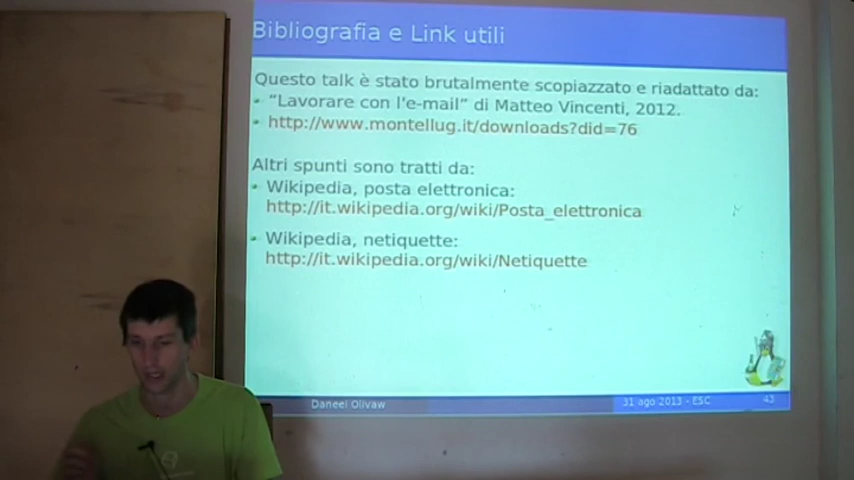 Bibliografia e Link utili
Questo talk è stato brutalmente scopiazzato e riadattato da:
"Lavorare con l'e-mail" di Matteo Vincenti, 2012.
http://www.montellug.it/downloads?did=76
Altri spunti sono tratti da:
Wikipedia, posta elettronica:
http://it.wikipedia.org/wiki/Posta_elettronica
Wikipedia, netiquette:
http://it.wikipedia.org/wiki/Netiquette
Daneel Olivaw
31 ago 2013 - ESC
43